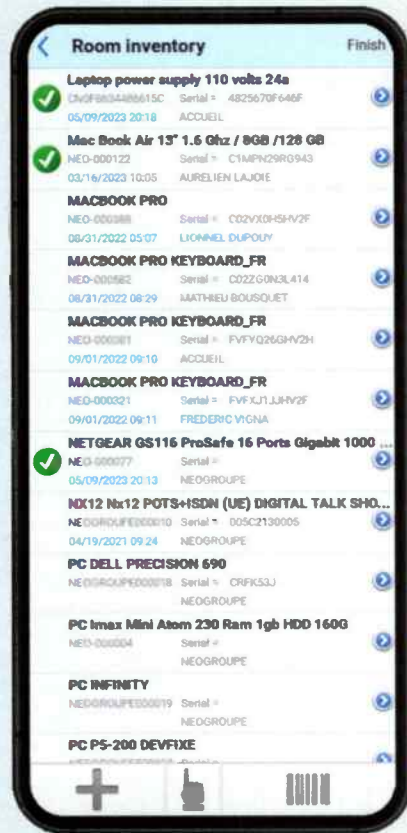 Room inventory Finish
Laptop power supply 110 volts 24a
Serial = 4825670F646F
05/09/2023 20:18 ACCUEIL
Mac Book Air 13" 1.6 Ghz / 8GB /128 GB
NEO-000122 Serial = C1MPN29RG943
03/16/2023 10:05 AURELIEN LAJOIE
MACBOOK PRO
Serial = C02VX0H5HV2F
08/31/2022 05:07 LIONNEL DUPOUY
MACBOOK PRO KEYBOARD_FR
NEO-000582 Serial = C02ZG0N3L414
08/31/2022 08:29 MATHIEU BOUSQUET
MACBOOK PRO KEYBOARD_FR
Serial = FVFYQ26GHV2H
09/01/2022 09:10 ACCUEIL
MACBOOK PRO KEYBOARD_FR
NEO-000321 Serial = FVFXJ1JJHV2F
09/01/2022 09:11 FREDERIC VIGNA
NETGEAR GS116 ProSafe 16 Ports Gigabit 1000 ...
NEO-000077 Serial =
05/09/2023 20:13 NEOGROUPE
NX12 Nx12 POTS+ISDN (UE) DIGITAL TALK SHO...
NEOGROUPE000010 Serial = 005C2130005
04/19/2021 09:24 NEOGROUPE
PC DELL PRECISION 690
NEOGROUPE000018 Serial = CRFK53J
NEOGROUPE
PC Imax Mini Atom 230 Ram 1gb HDD 160G
NEO-000004 Serial =
NEOGROUPE
PC INFINITY
NEOGROUPE000019 Serial =
NEOGROUPE
PC PS-200 DEVFIXE